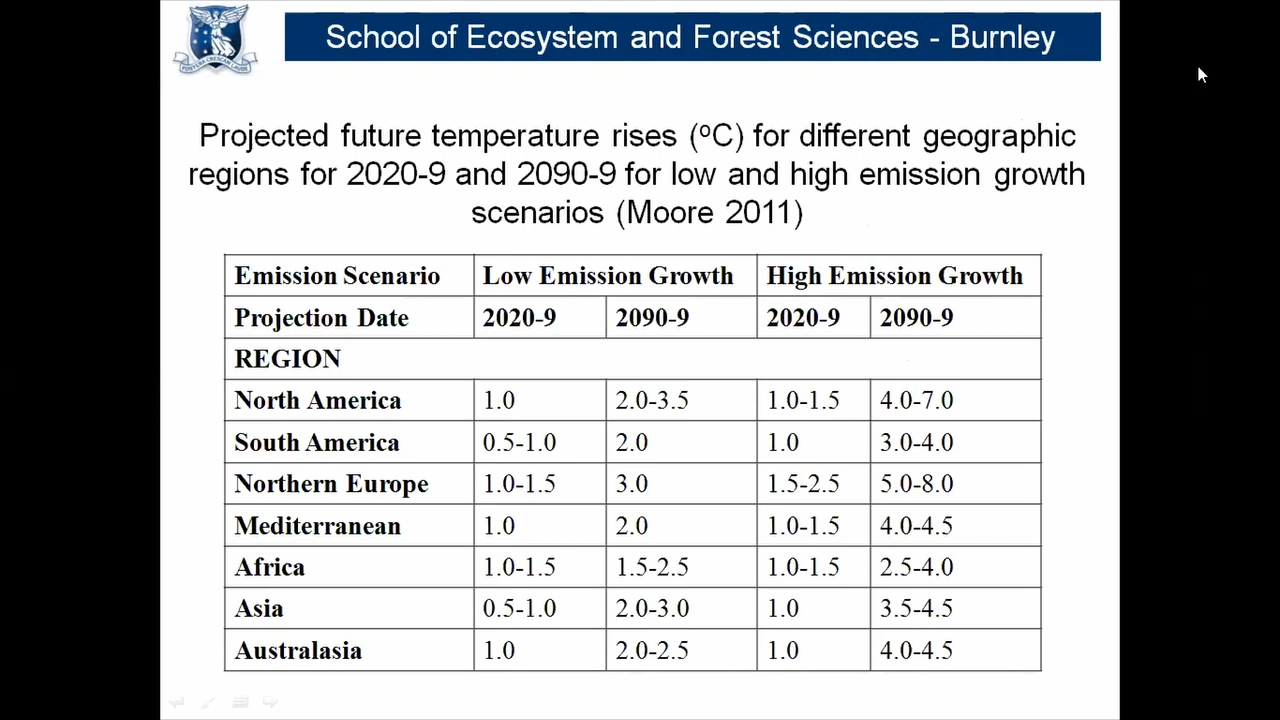 School of Ecosystem and Forest Sciences - Burnley
POSTERA CRESCAM LAUDE
Projected future temperature rises (ºC) for different geographic
regions for 2020-9 and 2090-9 for low and high emission growth
scenarios (Moore 2011)
Emission Scenario Low Emission Growth High Emission Growth
Projection Date 2020-9 2090-9 2020-9 2090-9
REGION
North America 1.0 2.0-3.5 1.0-1.5 4.0-7.0
South America 0.5-1.0 2.0 1.0 3.0-4.0
Northern Europe 1.0-1.5 3.0 1.5-2.5 5.0-8.0
Mediterranean 1.0 2.0 1.0-1.5 4.0-4.5
Africa 1.0-1.5 1.5-2.5 1.0-1.5 2.5-4.0
Asia 0.5-1.0 2.0-3.0 1.0 3.5-4.5
Australasia 1.0 2.0-2.5 1.0 4.0-4.5